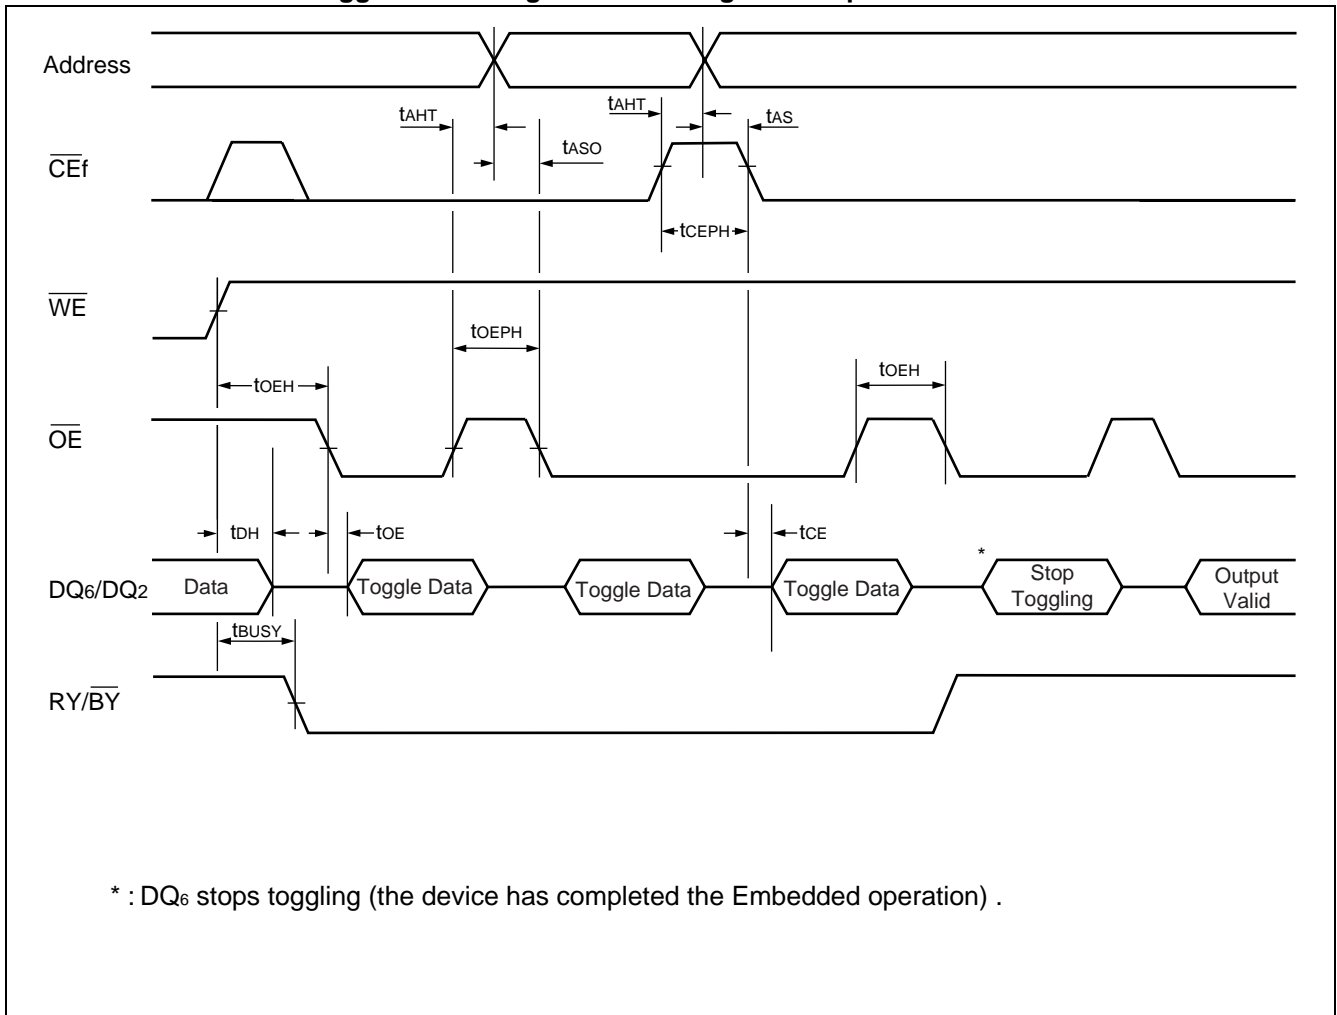 Address
tAHT
tAHT
tAS
tASO
CEf
tCEPH
WE
tOEPH
tOEH
tOEH
OE
tDH
tOE
tCE
*
DQ6/DQ2
Data
Toggle Data
Toggle Data
Toggle Data
Stop
Toggling
Output
Valid
tBUSY
RY/BY
* : DQ6 stops toggling (the device has completed the Embedded operation) .